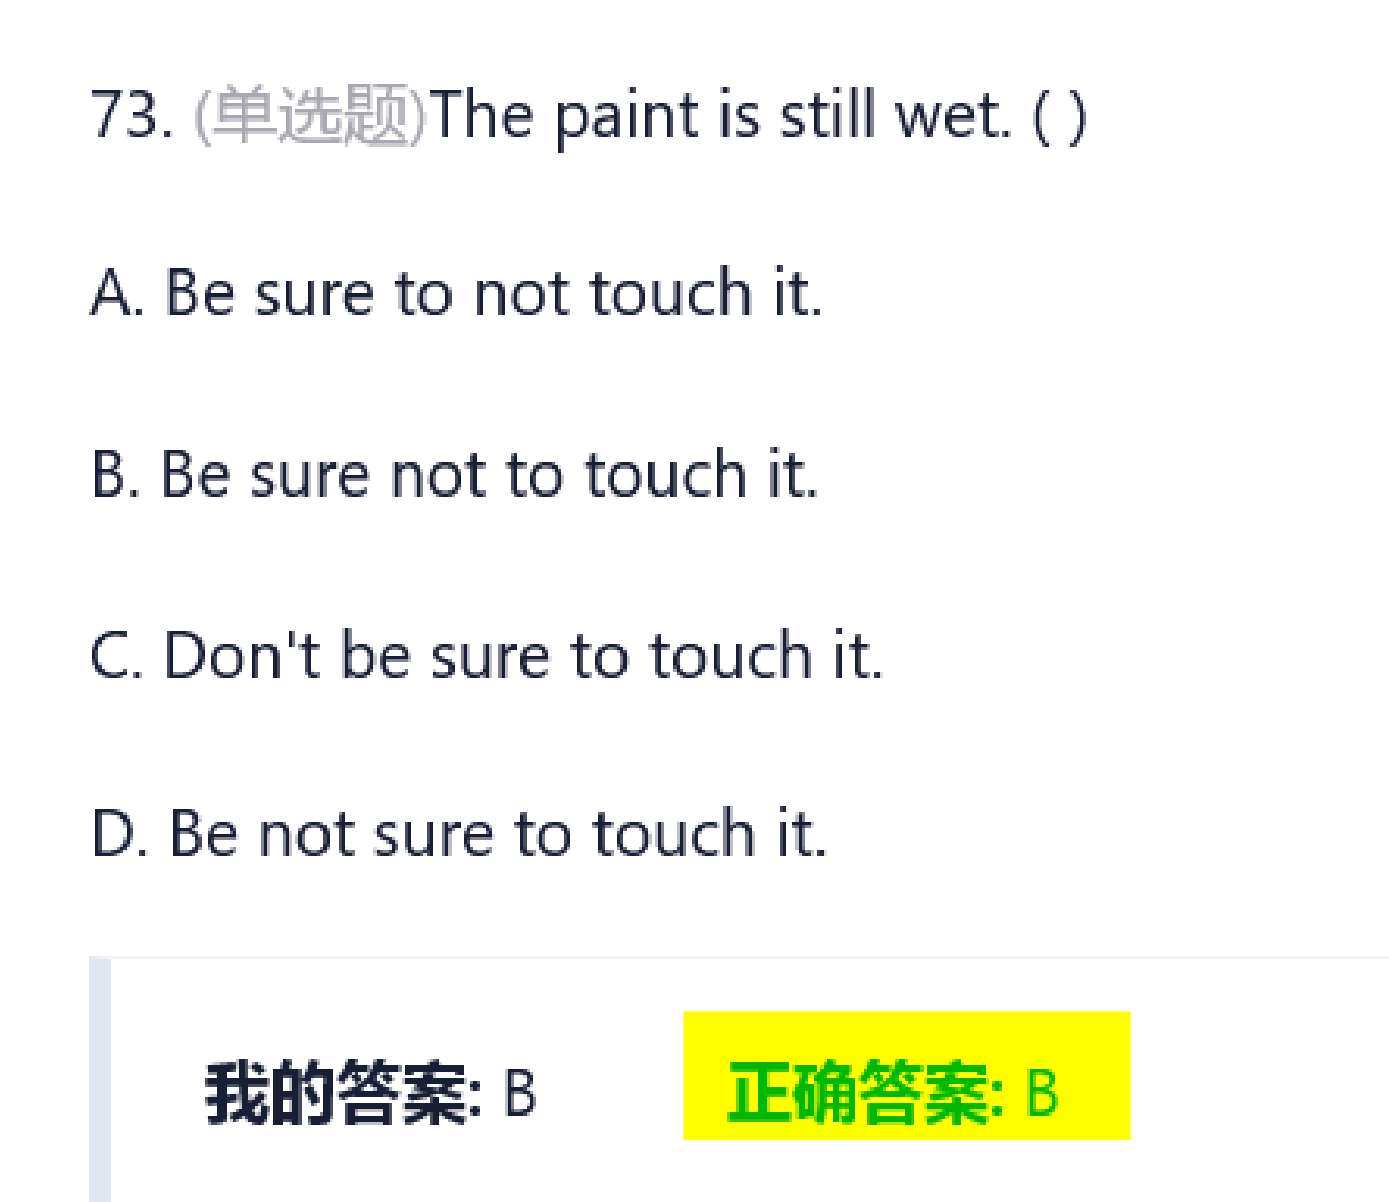 73. (单选题)The paint is still wet. ( )
A. Be sure to not touch it.
B. Be sure not to touch it.
C. Don't be sure to touch it.
D. Be not sure to touch it.
我的答案: B 正确答案: B